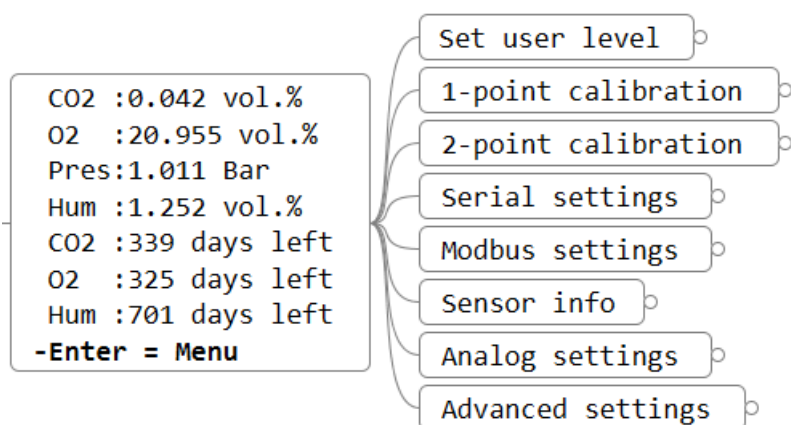 CO2 :0.042 vol.%
O2  :20.955 vol.%
Pres:1.011 Bar
Hum :1.252 vol.%
CO2 :339 days left
O2  :325 days left
Hum :701 days left
-Enter = Menu
Set user level
1-point calibration
2-point calibration
Serial settings
Modbus settings
Sensor info
Analog settings
Advanced settings